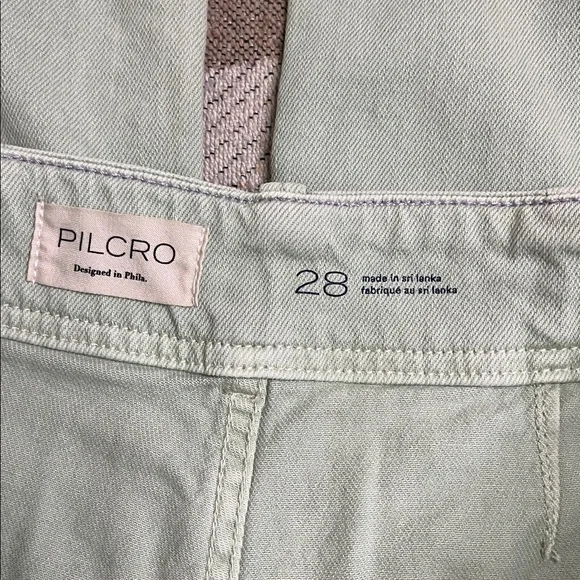 PILCRO
Designed in Phila.
28
made in sri lanka
fabriqué au sri lanka